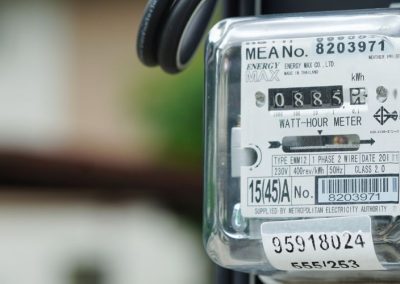 MEA No. 8203971
ENERGY MAX
ENERGY MAX CO., LTD.
MADE IN THAILAND
kWh
0885
WATT-HOUR METER
TYPE EMM12 1 PHASE 2 WIRE DATE 2011
230V 400rev/kWh 50Hz CLASS 2.0
15(45)A No. 8203971
SUPPLIED BY METROPOLITAN ELECTRICITY AUTHORITY
95918024
555/253